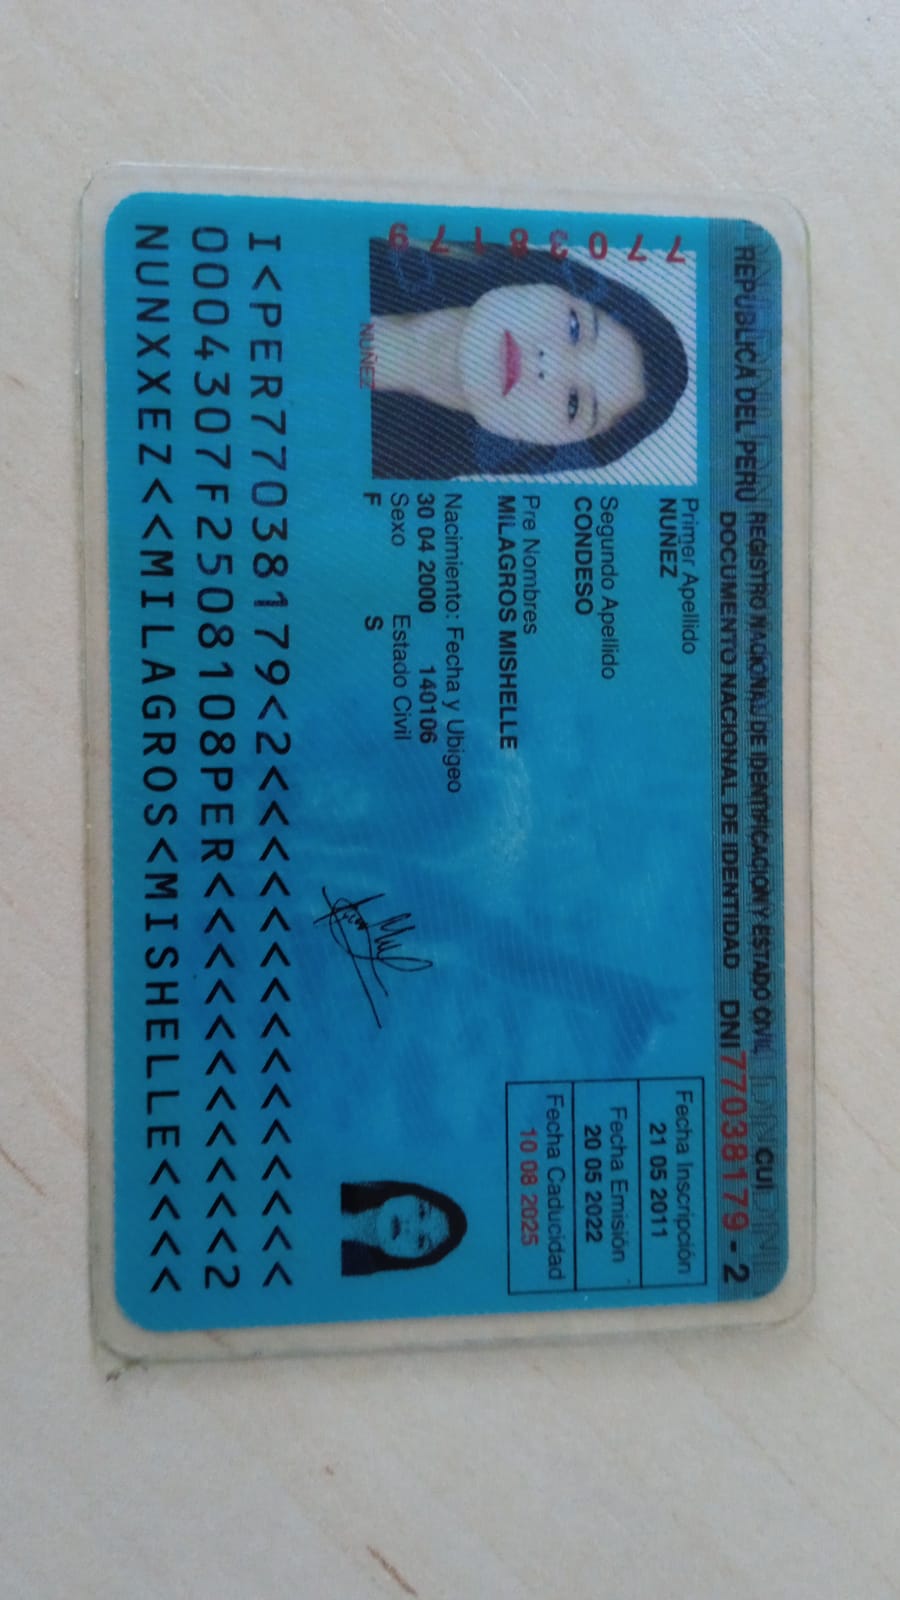 REPUBLICA DEL PERU REGISTRO NACIONAL DE IDENTIFICACION Y ESTADO CIVIL
CUI
DOCUMENTO NACIONAL DE IDENTIDAD DNI 77038179 - 2
77038179
NUÑEZ
Primer Apellido
NUÑEZ
Segundo Apellido
CONDESO
Pre Nombres
MILAGROS MISHELLE
Nacimiento: Fecha y Ubigeo
30 04 2000 140106
Sexo Estado Civil
F S
Fecha Inscripción
21 05 2011
Fecha Emisión
20 05 2022
Fecha Caducidad
10 08 2025
I<PER77038179<2<<<<<<<<<<<<<<<
0004307F2508108PER<<<<<<<<<<<2
NUNXXEZ<<MILAGROS<MISHELLE<<<<